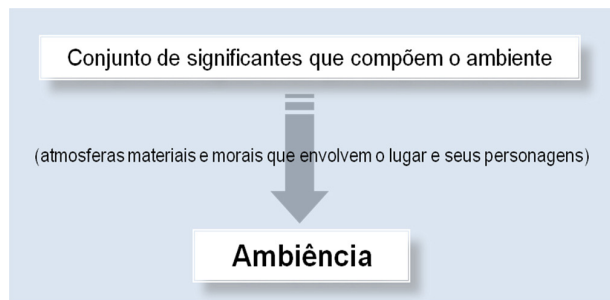 Conjunto de significantes que compõem o ambiente
(atmosferas materiais e morais que envolvem o lugar e seus personagens)
Ambiência